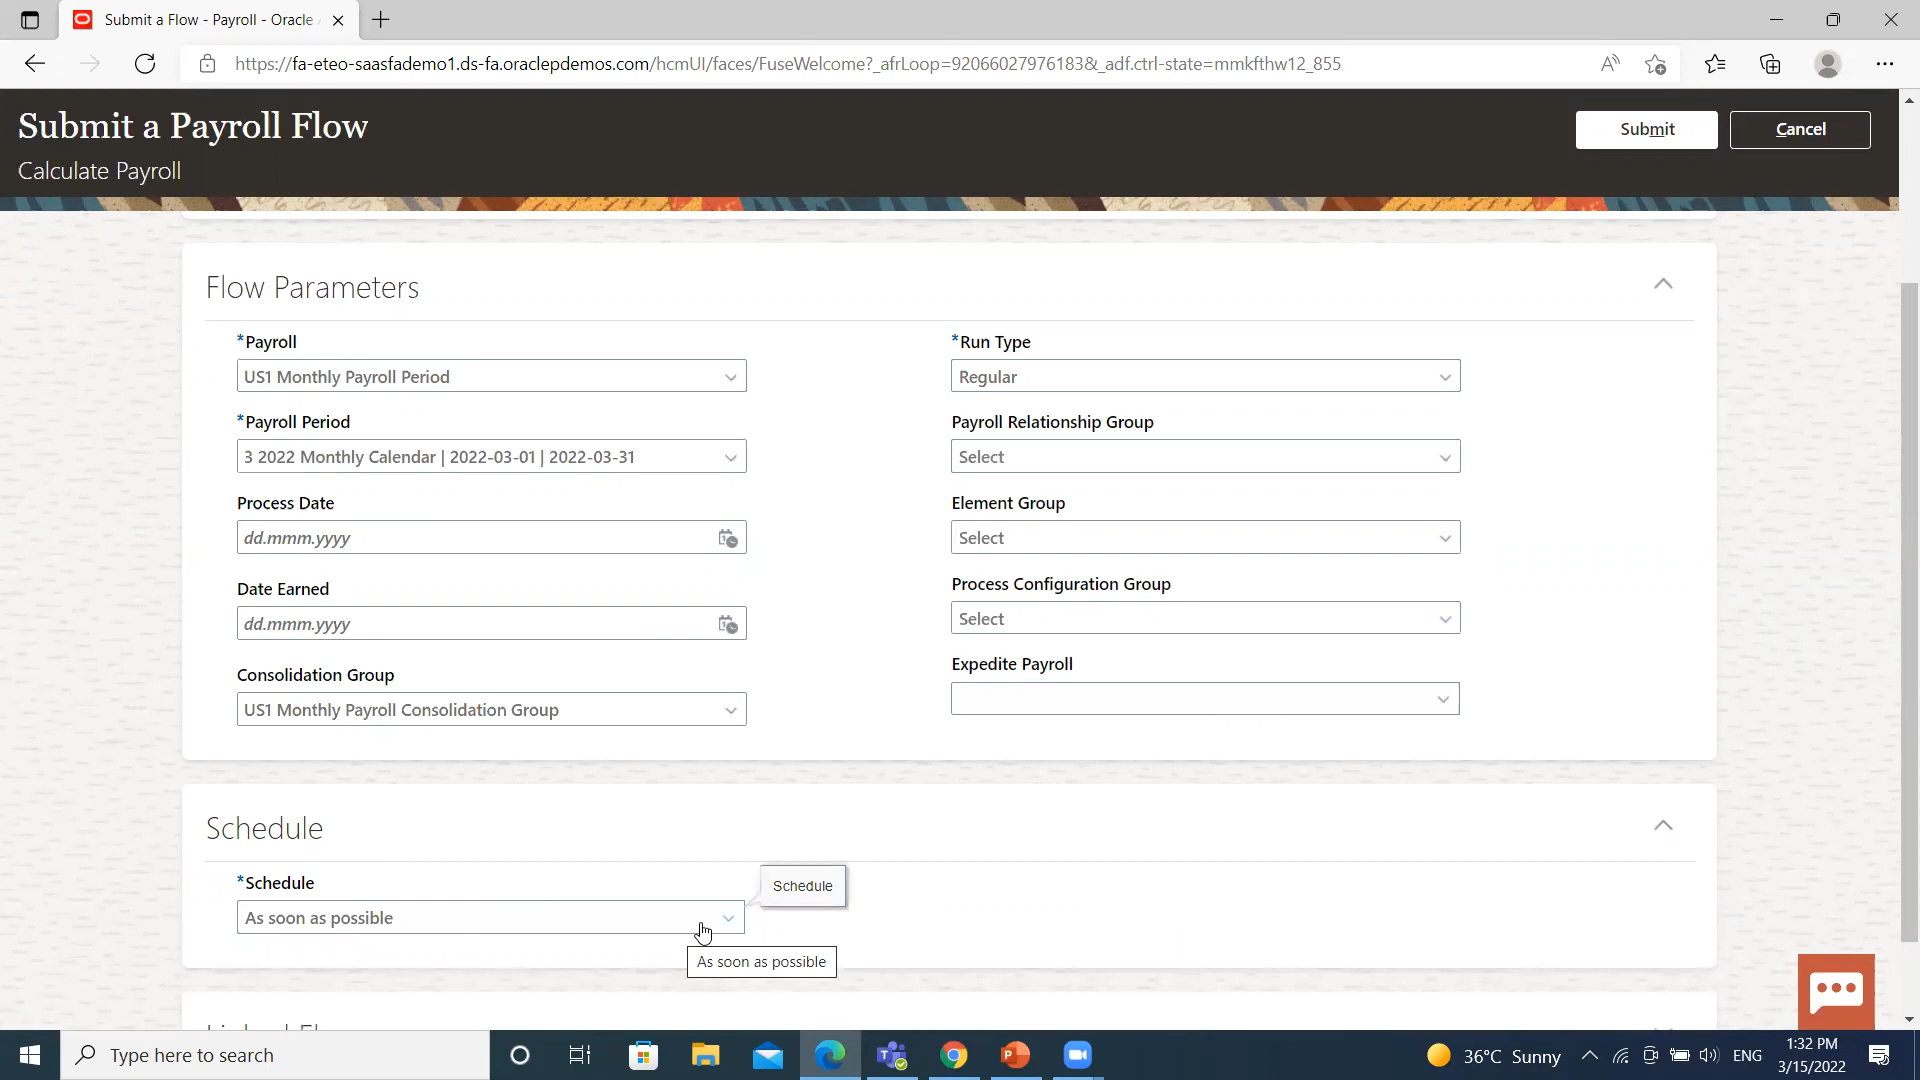 Submit a Flow - Payroll - Oracle
https://fa-eteo-saasfademo1.ds-fa.oraclepdemos.com/hcmUI/faces/FuseWelcome?_afrLoop=92066027976183&_adf.ctrl-state=mmkfthw12_855
Submit a Payroll Flow
Submit
Cancel
Calculate Payroll
Flow Parameters
*Payroll
US1 Monthly Payroll Period
*Payroll Period
3 2022 Monthly Calendar | 2022-03-01 | 2022-03-31
Process Date
dd.mmm.yyyy
Date Earned
dd.mmm.yyyy
Consolidation Group
US1 Monthly Payroll Consolidation Group
*Run Type
Regular
Payroll Relationship Group
Select
Element Group
Select
Process Configuration Group
Select
Expedite Payroll
Schedule
*Schedule
As soon as possible
Schedule
As soon as possible
Type here to search
36°C Sunny
ENG
1:32 PM
3/15/2022